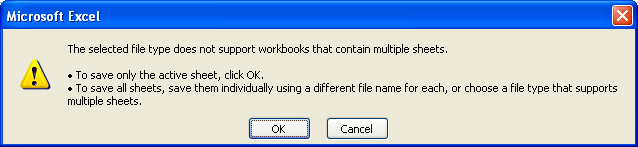 Microsoft Excel
The selected file type does not support workbooks that contain multiple sheets.
• To save only the active sheet, click OK.
• To save all sheets, save them individually using a different file name for each, or choose a file type that supports
multiple sheets.
OK
Cancel